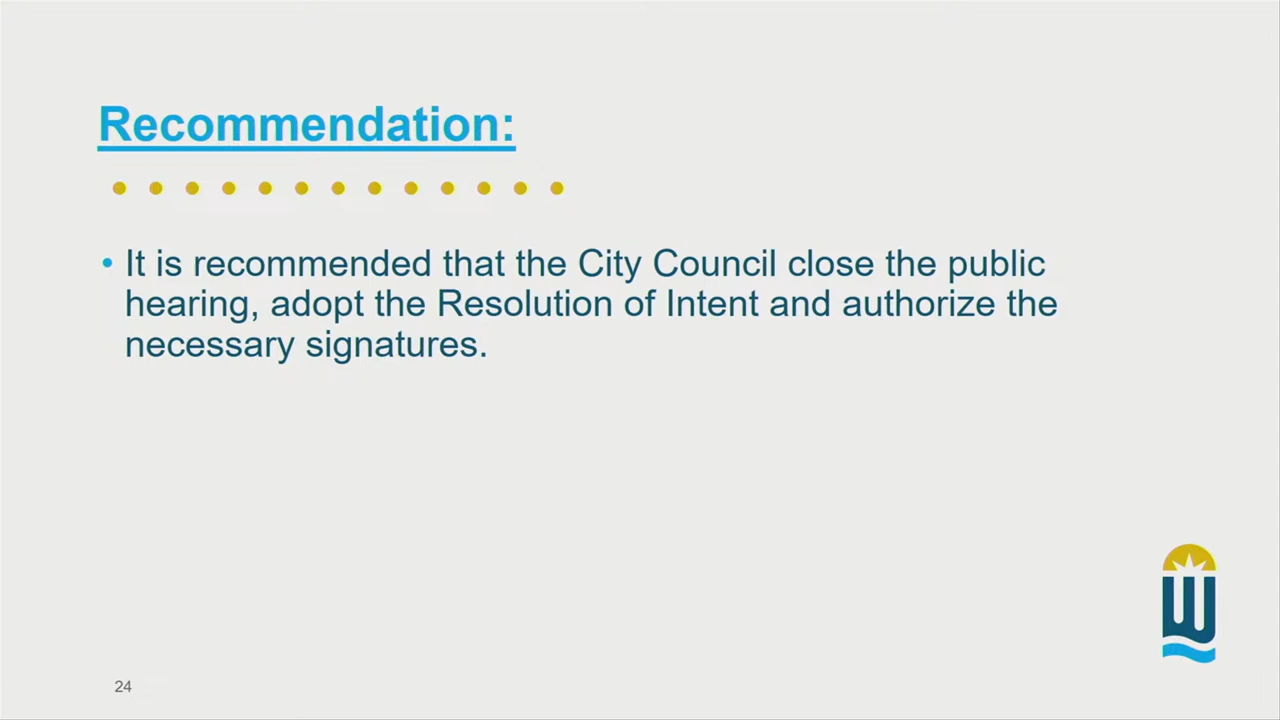 Recommendation:
• It is recommended that the City Council close the public
hearing, adopt the Resolution of Intent and authorize the
necessary signatures.
W
24